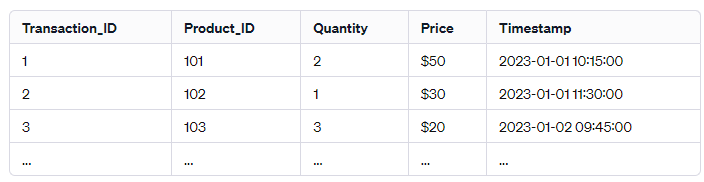 Transaction_ID Product_ID Quantity Price Timestamp
1 101 2 $50 2023-01-01 10:15:00
2 102 1 $30 2023-01-01 11:30:00
3 103 3 $20 2023-01-02 09:45:00
... ... ... ... ...